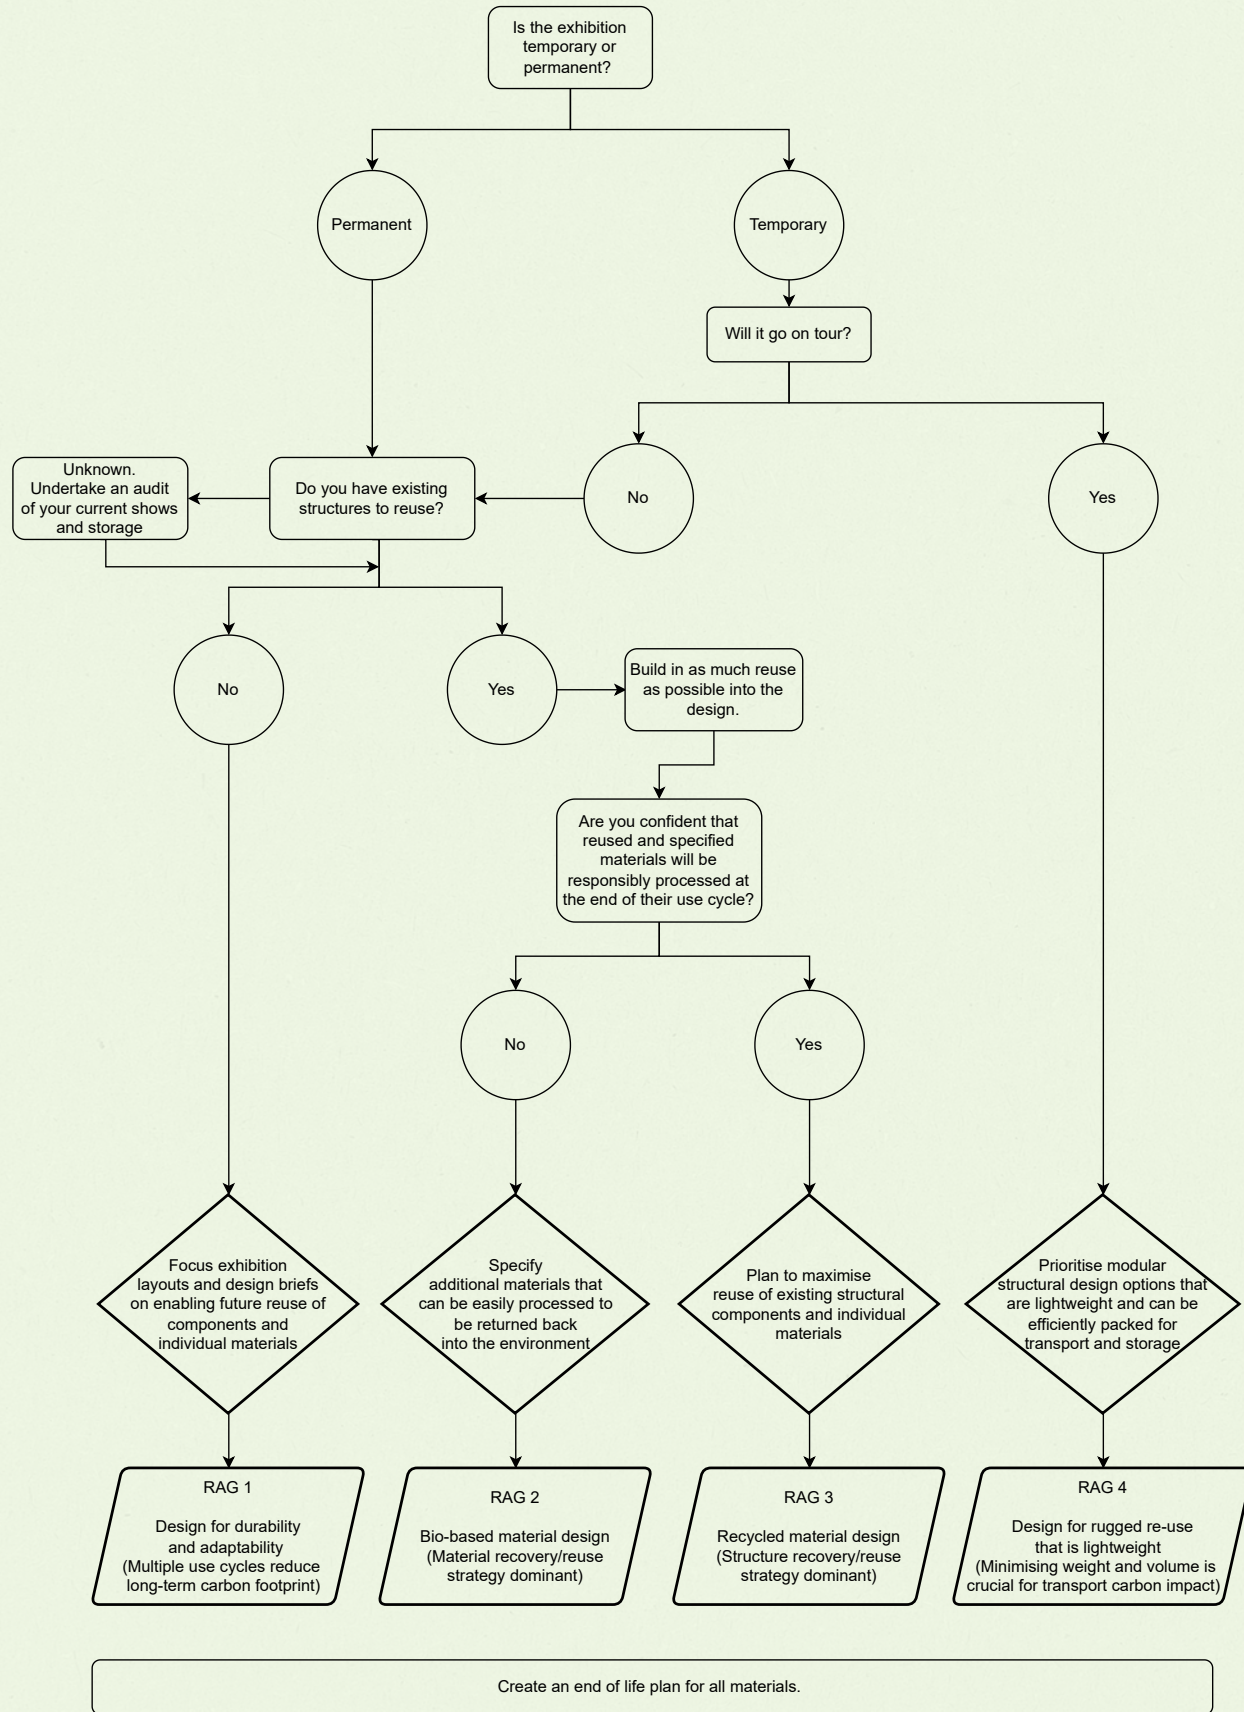 Is the exhibition
temporary or
permanent?
Permanent
Temporary
Will it go on tour?
Unknown.
Undertake an audit
of your current shows
and storage
Do you have existing
structures to reuse?
No
Yes
No
Yes
Build in as much reuse
as possible into the
design.
Are you confident that
reused and specified
materials will be
responsibly processed at
the end of their use cycle?
No
Yes
Focus exhibition
layouts and design briefs
on enabling future reuse of
components and
individual materials
Specify
additional materials that
can be easily processed to
be returned back
into the environment
Plan to maximise
reuse of existing structural
components and individual
materials
Prioritise modular
structural design options that
are lightweight and can be
efficiently packed for
transport and storage
RAG 1
Design for durability
and adaptability
(Multiple use cycles reduce
long-term carbon footprint)
RAG 2
Bio-based material design
(Material recovery/reuse
strategy dominant)
RAG 3
Recycled material design
(Structure recovery/reuse
strategy dominant)
RAG 4
Design for rugged re-use
that is lightweight
(Minimising weight and volume is
crucial for transport carbon impact)
Create an end of life plan for all materials.